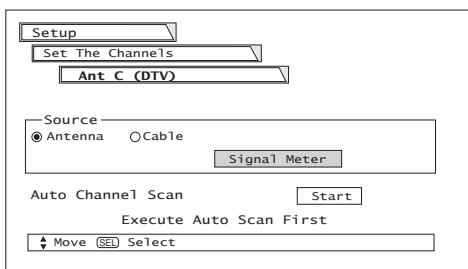 Setup
Set The Channels
Ant C (DTV)
Source
Antenna Cable
Signal Meter
Auto Channel Scan Start
Execute Auto Scan First
Move SEL Select